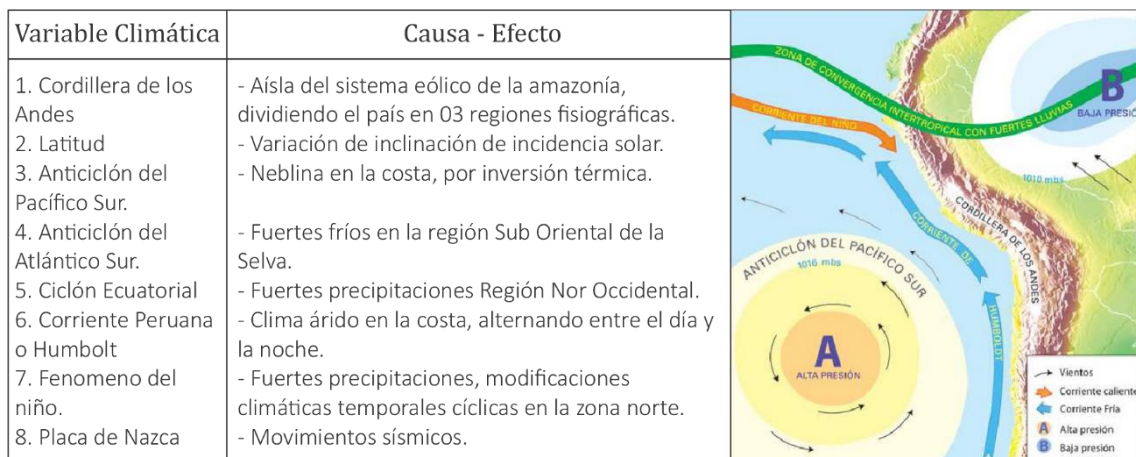 Variable Climática
Causa - Efecto
1. Cordillera de los
Andes
2. Latitud
3. Anticiclón del
Pacífico Sur.
4. Anticiclón del
Atlántico Sur.
5. Ciclón Ecuatorial
6. Corriente Peruana
o Humbolt
7. Fenomeno del
niño.
8. Placa de Nazca
- Aísla del sistema eólico de la amazonía,
dividiendo el país en 03 regiones fisiográficas.
- Variación de inclinación de incidencia solar.
- Neblina en la costa, por inversión térmica.
- Fuertes fríos en la región Sub Oriental de la
Selva.
- Fuertes precipitaciones Región Nor Occidental.
- Clima árido en la costa, alternando entre el día y
la noche.
- Fuertes precipitaciones, modificaciones
climáticas temporales cíclicas en la zona norte.
- Movimientos sísmicos.
ZONA DE CONVERGENCIA INTERTROPICAL CON FUERTES LLUVIAS
B
BAJA PRESIÓ
CORRIENTE DEL NIÑO
1010 mbs
CORDILLERA DE LOS ANDES
CORRIENTE DE
HUMBOLDT
ANTICICLÓN DEL PACÍFICO SUR
1016 mbs
A
ALTA PRESIÓN
Vientos
Corriente caliente
Corriente Fría
A Alta presión
B Baja presión